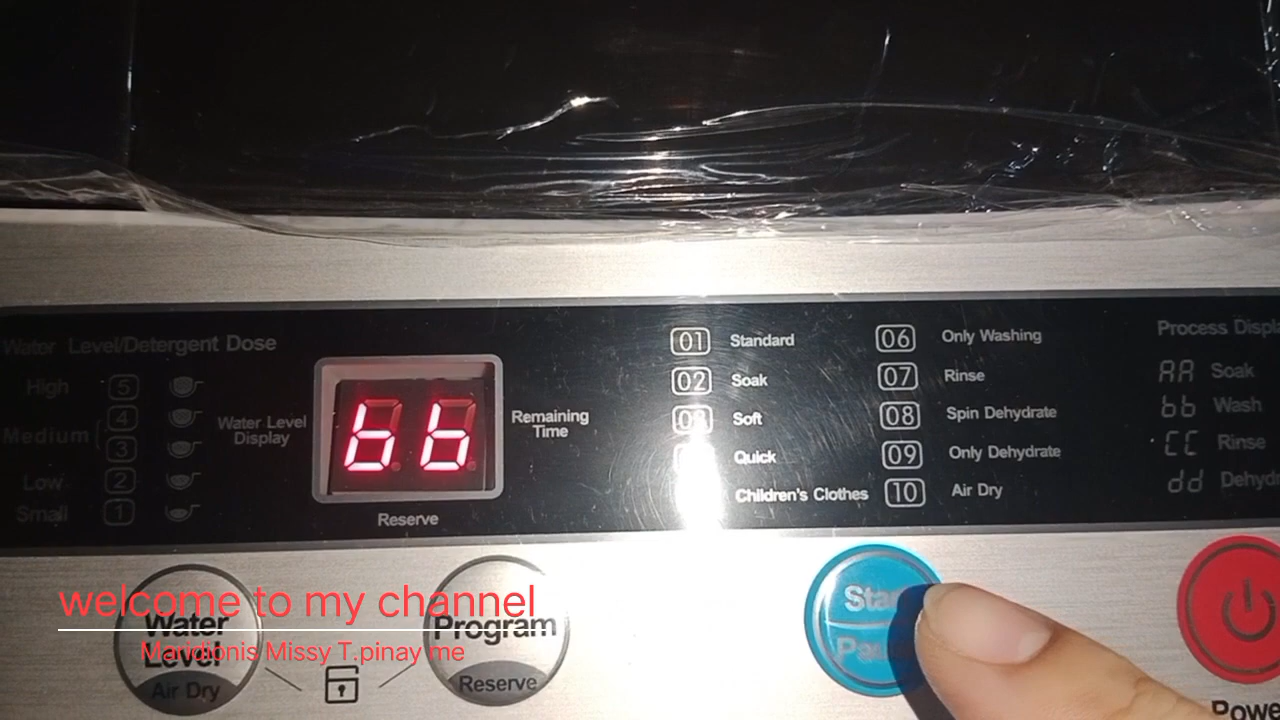 Water Level/Detergent Dose
High 5
4
Medium
3
Low 2
Small 1
Water Level
Display
bb
Remaining
Time
Reserve
01 Standard
02 Soak
Soft
Quick
Children's Clothes
06 Only Washing
07 Rinse
08 Spin Dehydrate
09 Only Dehydrate
10 Air Dry
Process
AA Soak
bb Wash
CC Rinse
dd
Water
Level
Air Dry
Program
Reserve
welcome to my channel
Maridionis Missy T.pinay me